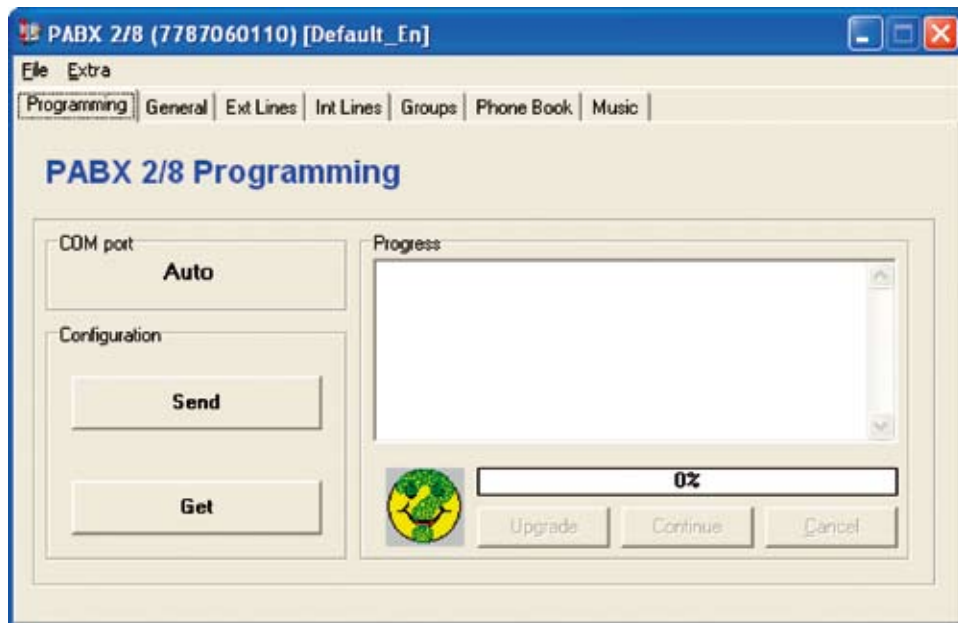 PABX 2/8 (7787060110) [Default_En]
File Extra
Programming General Ext Lines Int Lines Groups Phone Book Music
PABX 2/8 Programming
COM port
Auto
Configuration
Send
Get
Progress
0%
Upgrade Continue Cancel